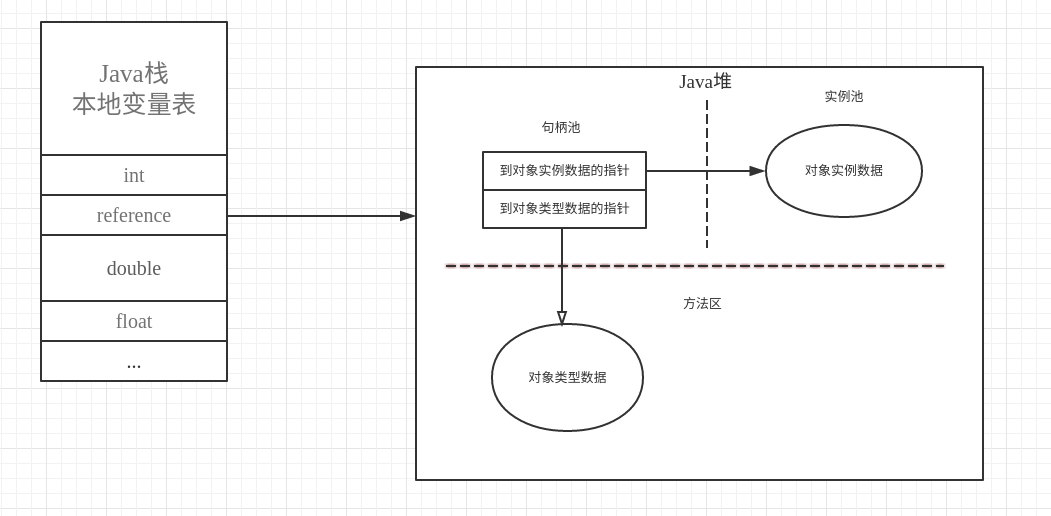 Java栈
本地变量表
int
reference
double
float
...
Java堆
句柄池
实例池
到对象实例数据的指针
到对象类型数据的指针
对象实例数据
方法区
对象类型数据